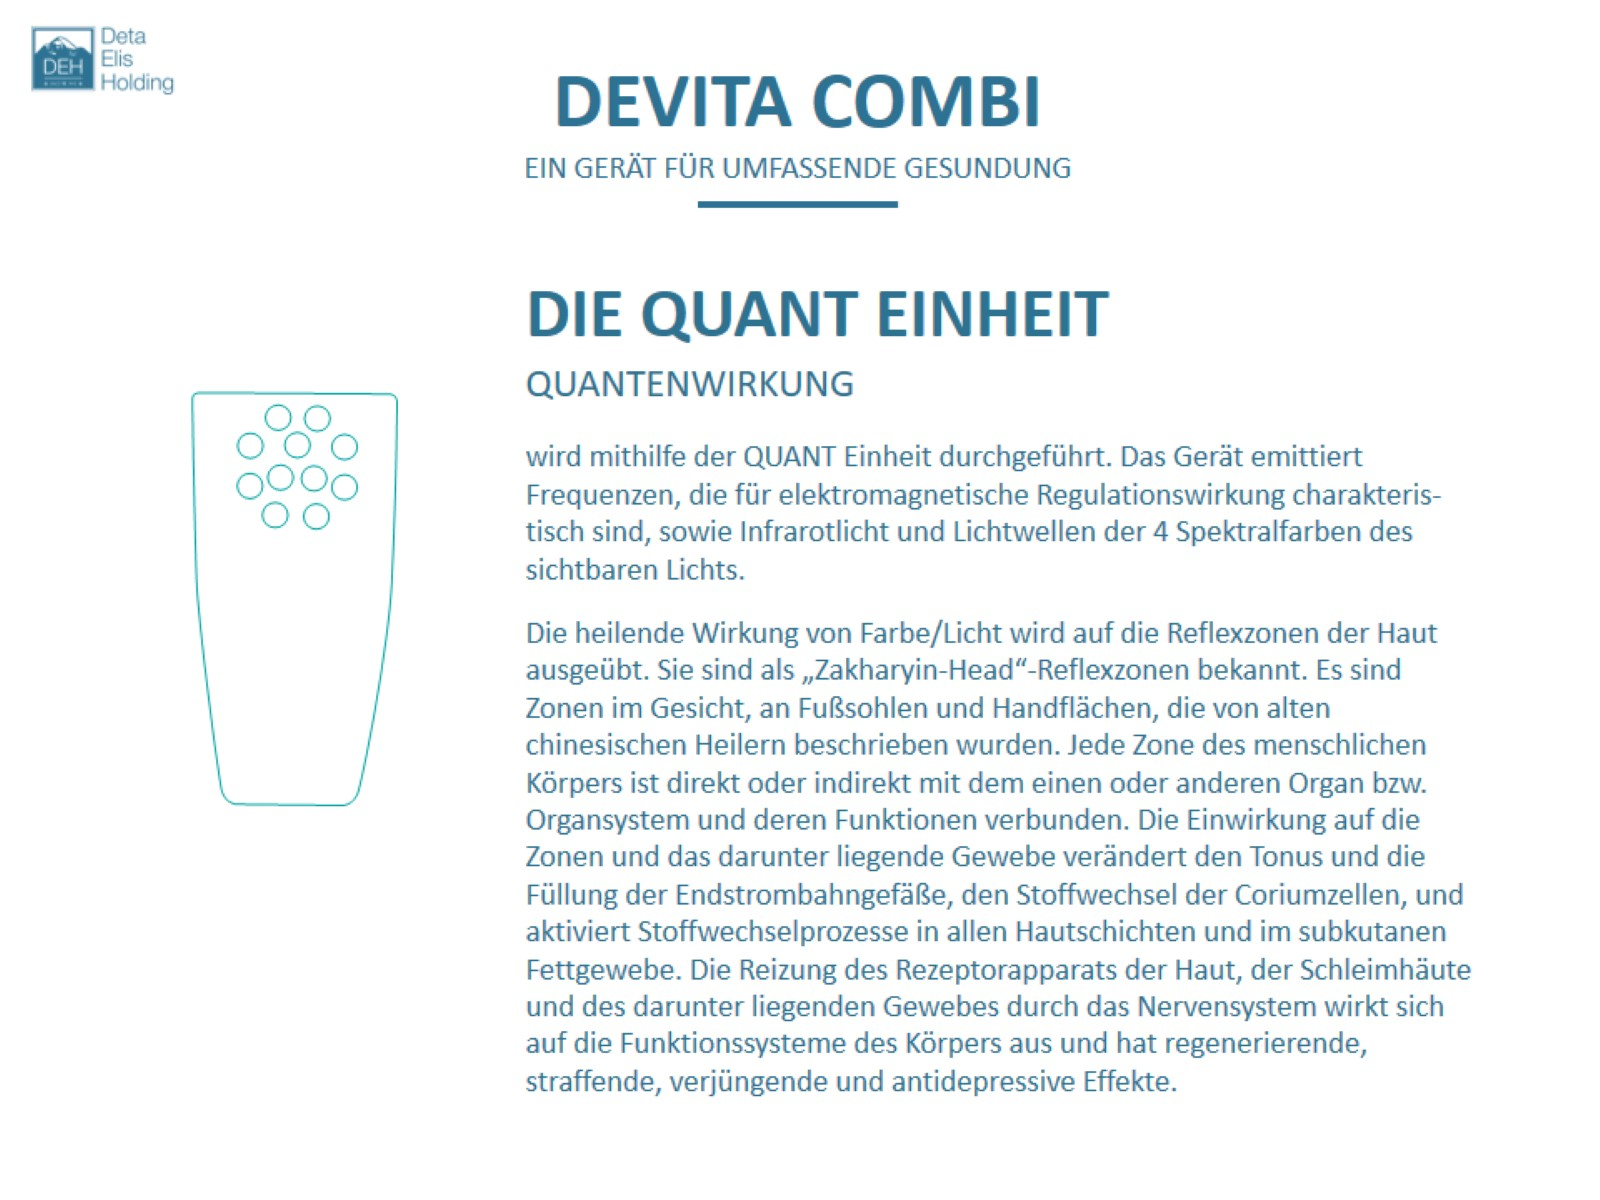 Deta
Elis
Holding
DEH
DEVITA COMBI
EIN GERÄT FÜR UMFASSENDE GESUNDUNG
DIE QUANT EINHEIT
QUANTENWIRKUNG
wird mithilfe der QUANT Einheit durchgeführt. Das Gerät emittiert
Frequenzen, die für elektromagnetische Regulationswirkung charakteris-
tisch sind, sowie Infrarotlicht und Lichtwellen der 4 Spektralfarben des
sichtbaren Lichts.
Die heilende Wirkung von Farbe/Licht wird auf die Reflexzonen der Haut
ausgeübt. Sie sind als „Zakharyin-Head“-Reflexzonen bekannt. Es sind
Zonen im Gesicht, an Fußsohlen und Handflächen, die von alten
chinesischen Heilern beschrieben wurden. Jede Zone des menschlichen
Körpers ist direkt oder indirekt mit dem einen oder anderen Organ bzw.
Organsystem und deren Funktionen verbunden. Die Einwirkung auf die
Zonen und das darunter liegende Gewebe verändert den Tonus und die
Füllung der Endstrombahngefäße, den Stoffwechsel der Coriumzellen, und
aktiviert Stoffwechselprozesse in allen Hautschichten und im subkutanen
Fettgewebe. Die Reizung des Rezeptorapparats der Haut, der Schleimhäute
und des darunter liegenden Gewebes durch das Nervensystem wirkt sich
auf die Funktionssysteme des Körpers aus und hat regenerierende,
straffende, verjüngende und antidepressive Effekte.